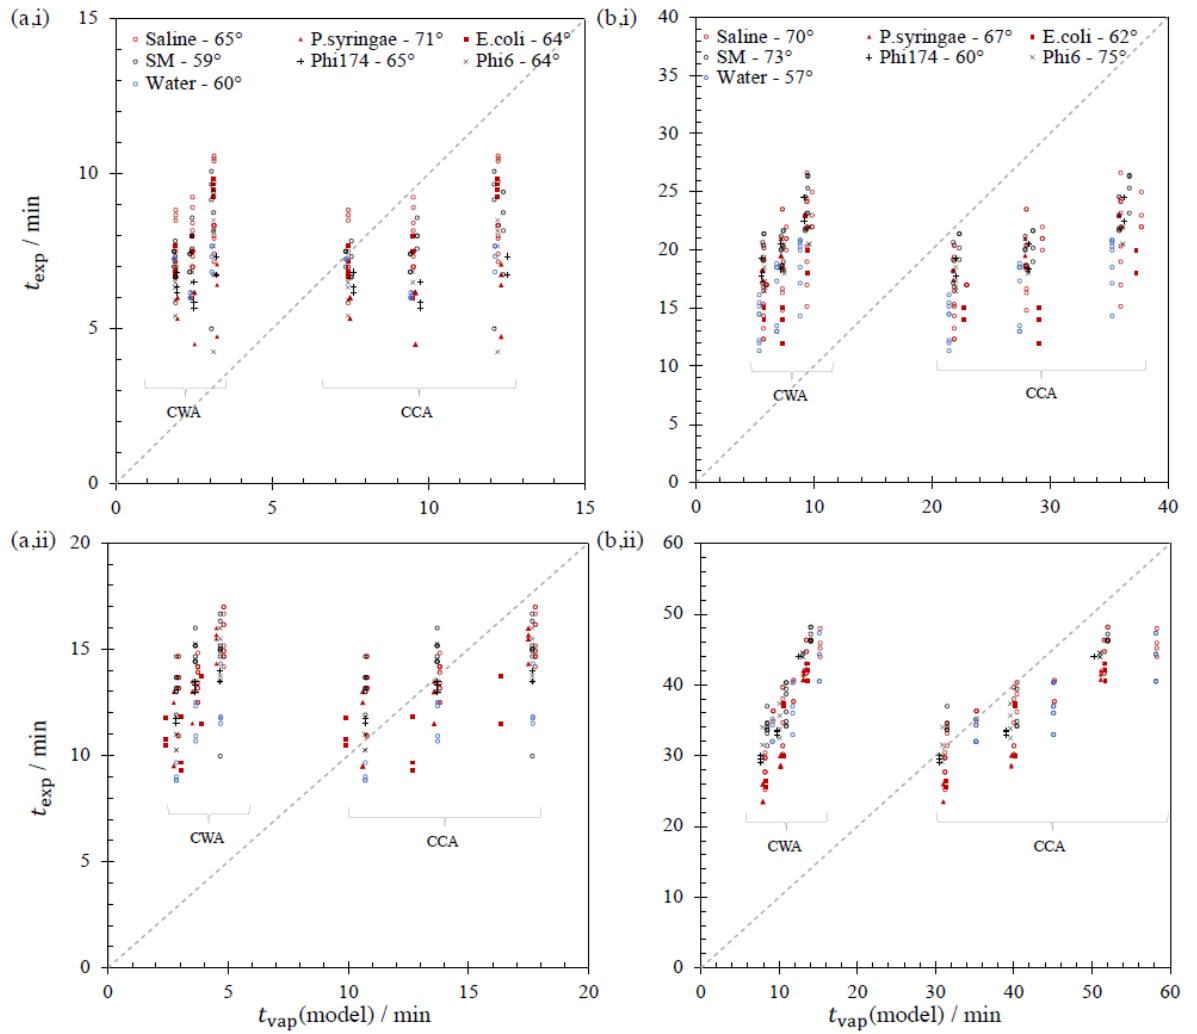 (a,i)
15
Saline - 65° P.syringae - 71° E.coli - 64°
SM - 59° Phi174 - 65° Phi6 - 64°
Water - 60°
10
t_exp / min
5
CWA CCA
0
0 5 10 15
(b,i)
40
Saline - 70° P.syringae - 67° E.coli - 62°
SM - 73° Phi174 - 60° Phi6 - 75°
Water - 57°
35
30
25
20
15
10
CWA CCA
5
0
0 10 20 30 40
(a,ii)
20
15
t_exp / min
10
CWA CCA
5
0
0 5 10 15 20
t_vap(model) / min
(b,ii)
60
50
40
30
20
CWA CCA
10
0
0 10 20 30 40 50 60
t_vap(model) / min